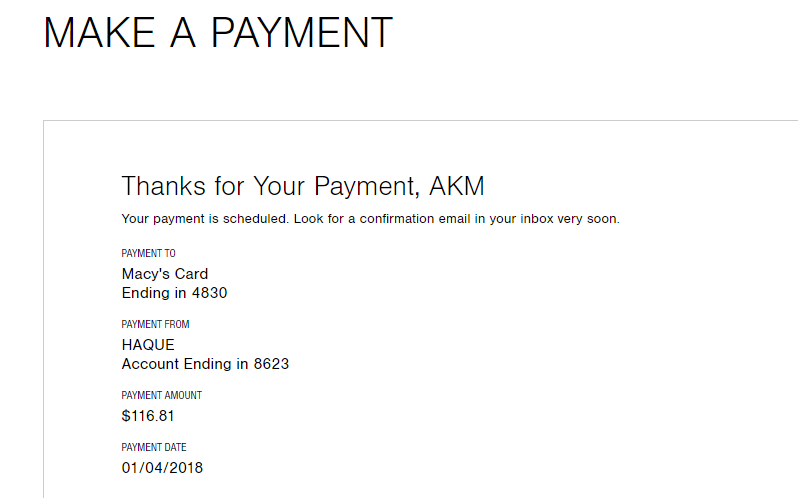 MAKE A PAYMENT
Thanks for Your Payment, AKM
Your payment is scheduled. Look for a confirmation email in your inbox very soon.
PAYMENT TO
Macy's Card
Ending in 4830
PAYMENT FROM
HAQUE
Account Ending in 8623
PAYMENT AMOUNT
$116.81
PAYMENT DATE
01/04/2018